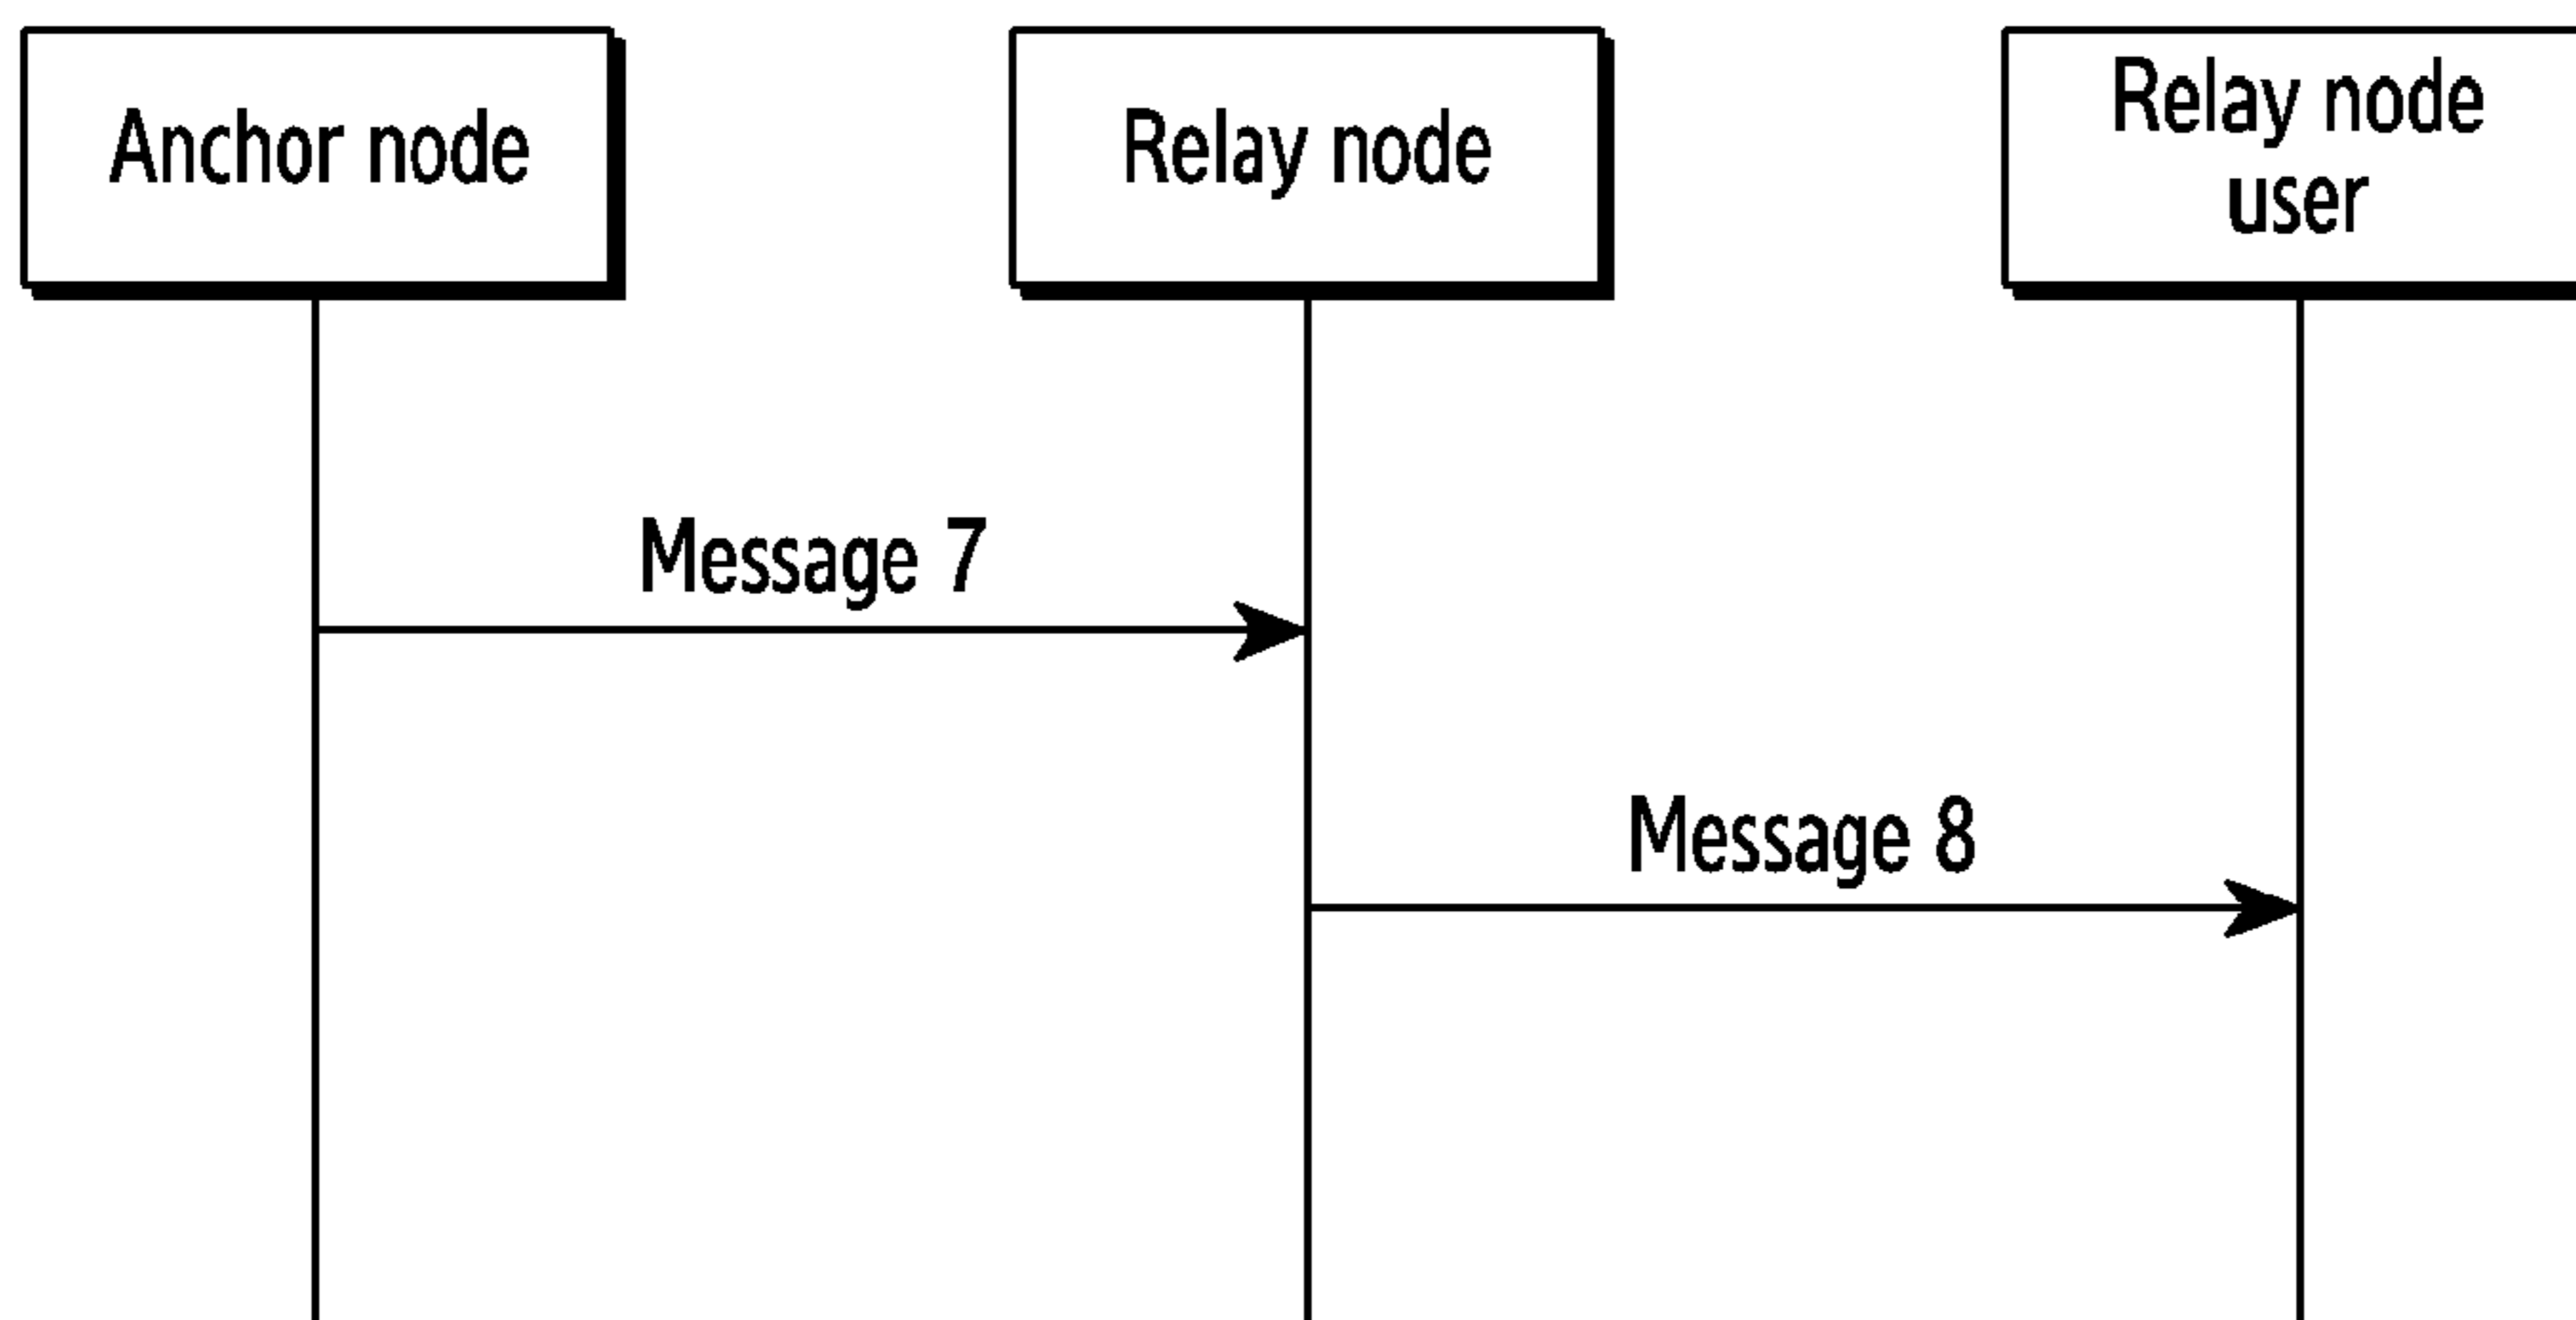 Anchor node
Relay node
Relay node
user
Message 7
Message 8